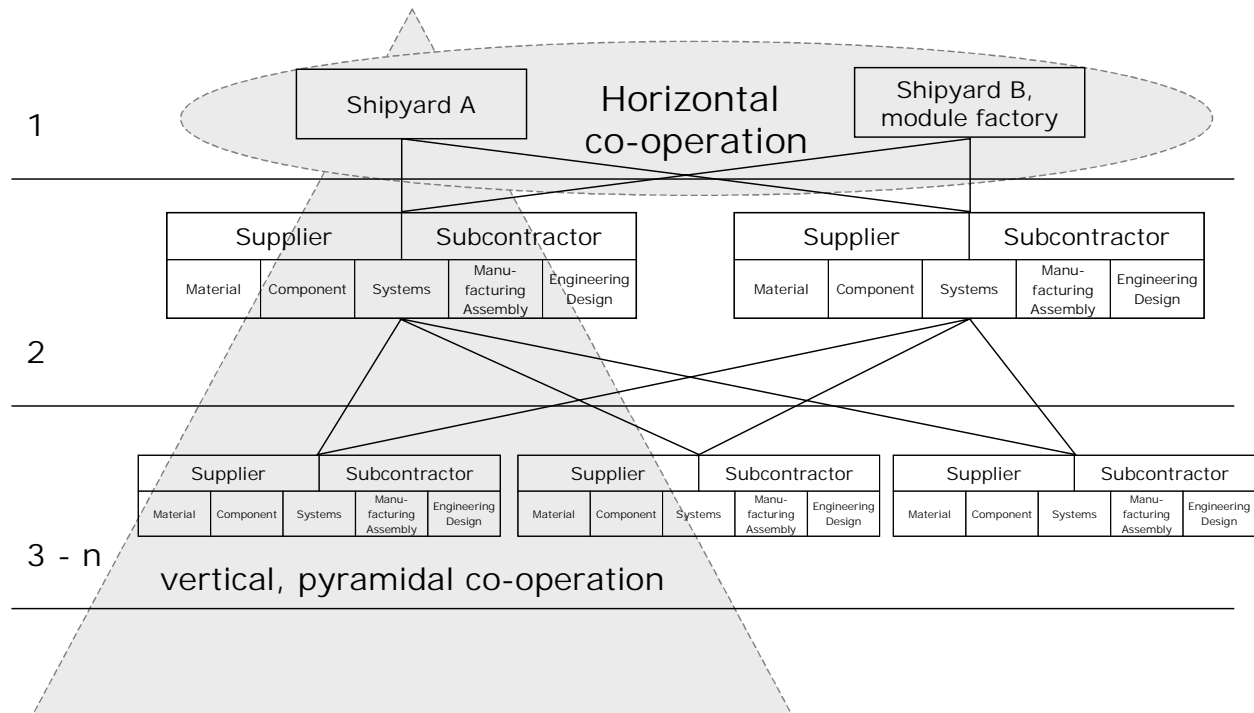 1
Shipyard A
Horizontal
co-operation
Shipyard B,
module factory
Supplier
Subcontractor
Material
Component
Systems
Manu-
facturing
Assembly
Engineering
Design
Supplier
Subcontractor
Material
Component
Systems
Manu-
facturing
Assembly
Engineering
Design
2
Supplier
Subcontractor
Material
Component
Systems
Manu-
facturing
Assembly
Engineering
Design
Supplier
Subcontractor
Material
Component
Systems
Manu-
facturing
Assembly
Engineering
Design
Supplier
Subcontractor
Material
Component
Systems
Manu-
facturing
Assembly
Engineering
Design
3 - n
vertical, pyramidal co-operation